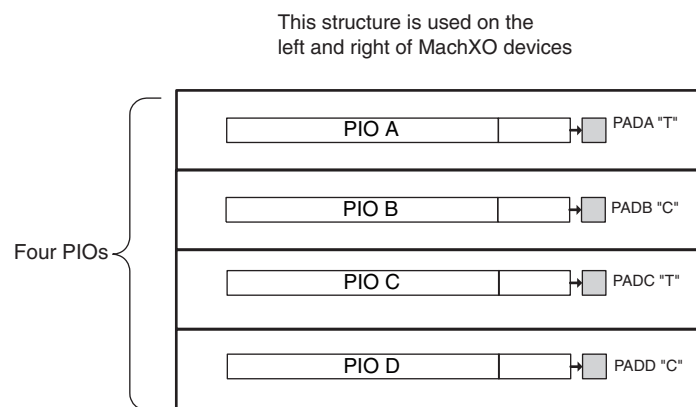 This structure is used on the
left and right of MachXO devices
PIO A
PADA "T"
PIO B
PADB "C"
Four PIOs
PIO C
PADC "T"
PIO D
PADD "C"